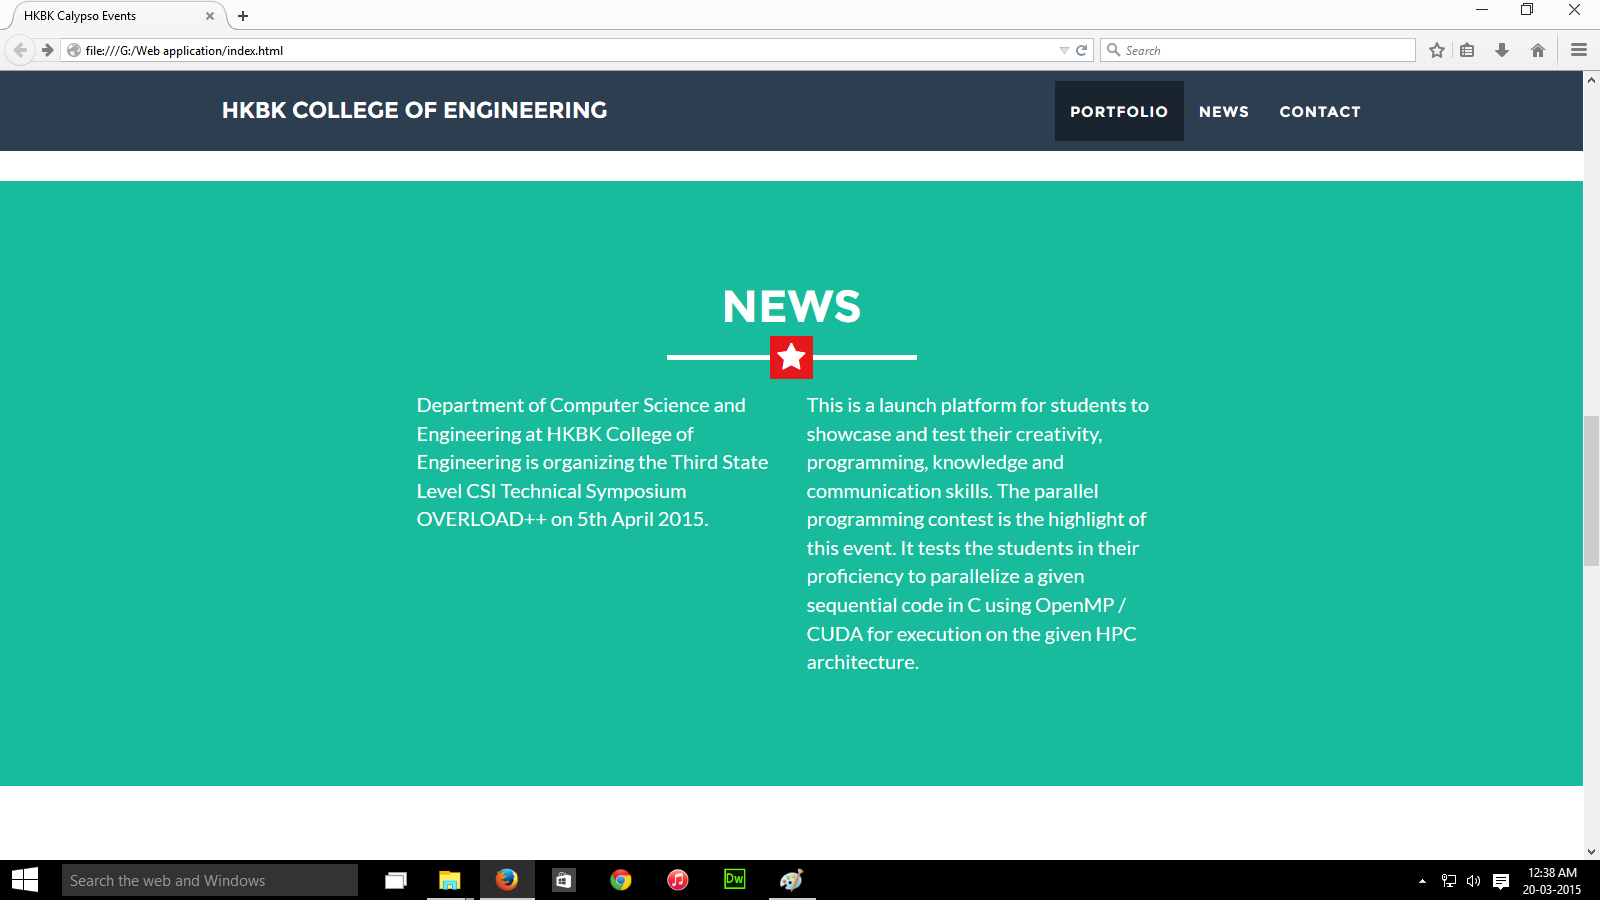 HKBK Calypso Events
file:///G:/Web application/index.html
Search
HKBK COLLEGE OF ENGINEERING
PORTFOLIO
NEWS
CONTACT
NEWS
Department of Computer Science and
Engineering at HKBK College of
Engineering is organizing the Third State
Level CSI Technical Symposium
OVERLOAD++ on 5th April 2015.
This is a launch platform for students to
showcase and test their creativity,
programming, knowledge and
communication skills. The parallel
programming contest is the highlight of
this event. It tests the students in their
proficiency to parallelize a given
sequential code in C using OpenMP /
CUDA for execution on the given HPC
architecture.
Search the web and Windows
Dw
12:38 AM
20-03-2015